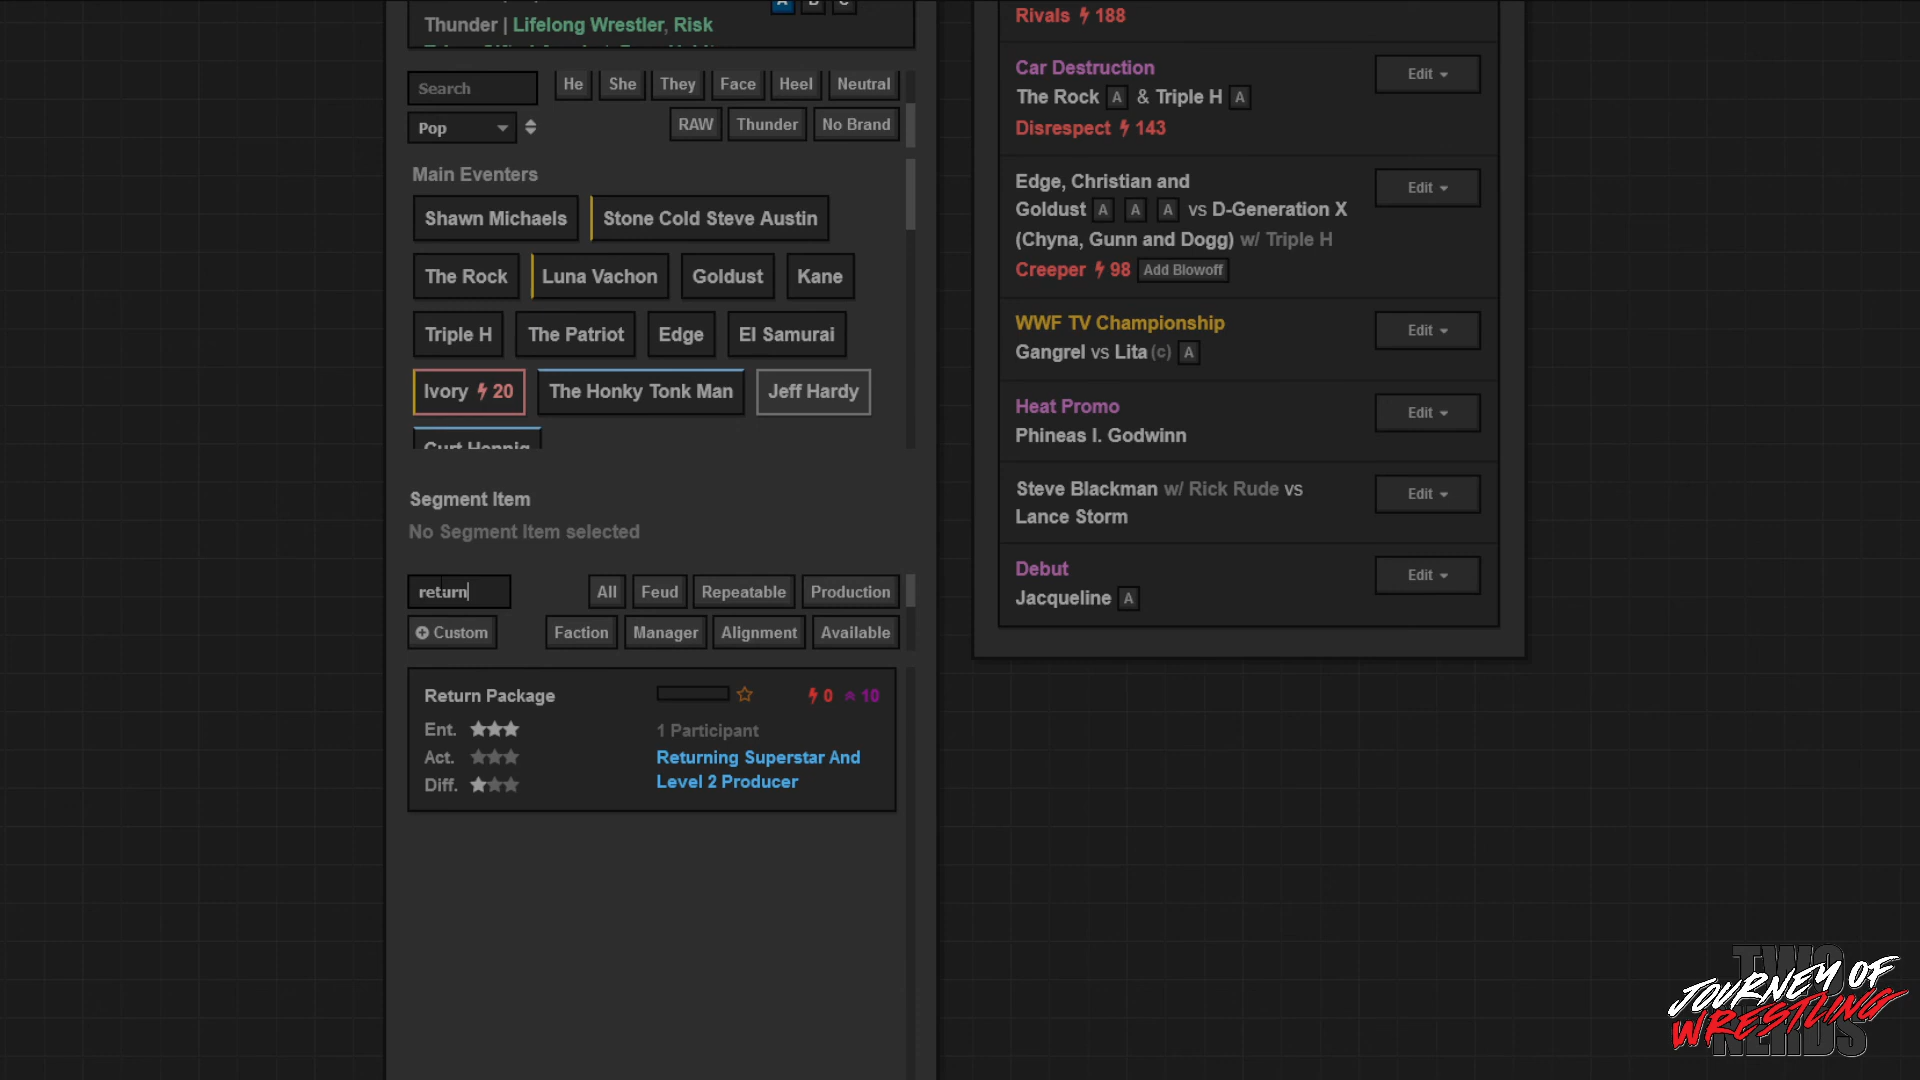 Thunder | Lifelong Wrestler, Risk
A
Search
He
She
They
Face
Heel
Neutral
Pop
RAW
Thunder
No Brand
Main Eventers
Shawn Michaels
Stone Cold Steve Austin
The Rock
Luna Vachon
Goldust
Kane
Triple H
The Patriot
Edge
El Samurai
Ivory 20
The Honky Tonk Man
Jeff Hardy
Curt Hennig
Segment Item
No Segment Item selected
return
All
Feud
Repeatable
Production
Custom
Faction
Manager
Alignment
Available
Return Package
0
10
Ent.
1 Participant
Act.
Returning Superstar And
Diff.
Level 2 Producer
Rivals 188
Car Destruction
Edit
The Rock A & Triple H A
Disrespect 143
Edge, Christian and
Edit
Goldust A A A vs D-Generation X
(Chyna, Gunn and Dogg) w/ Triple H
Creeper 98 Add Blowoff
WWF TV Championship
Edit
Gangrel vs Lita (c) A
Heat Promo
Edit
Phineas I. Godwinn
Steve Blackman w/ Rick Rude vs
Edit
Lance Storm
Debut
Edit
Jacqueline A
TWO
JOURNEY OF
WRESTLING
NERDS